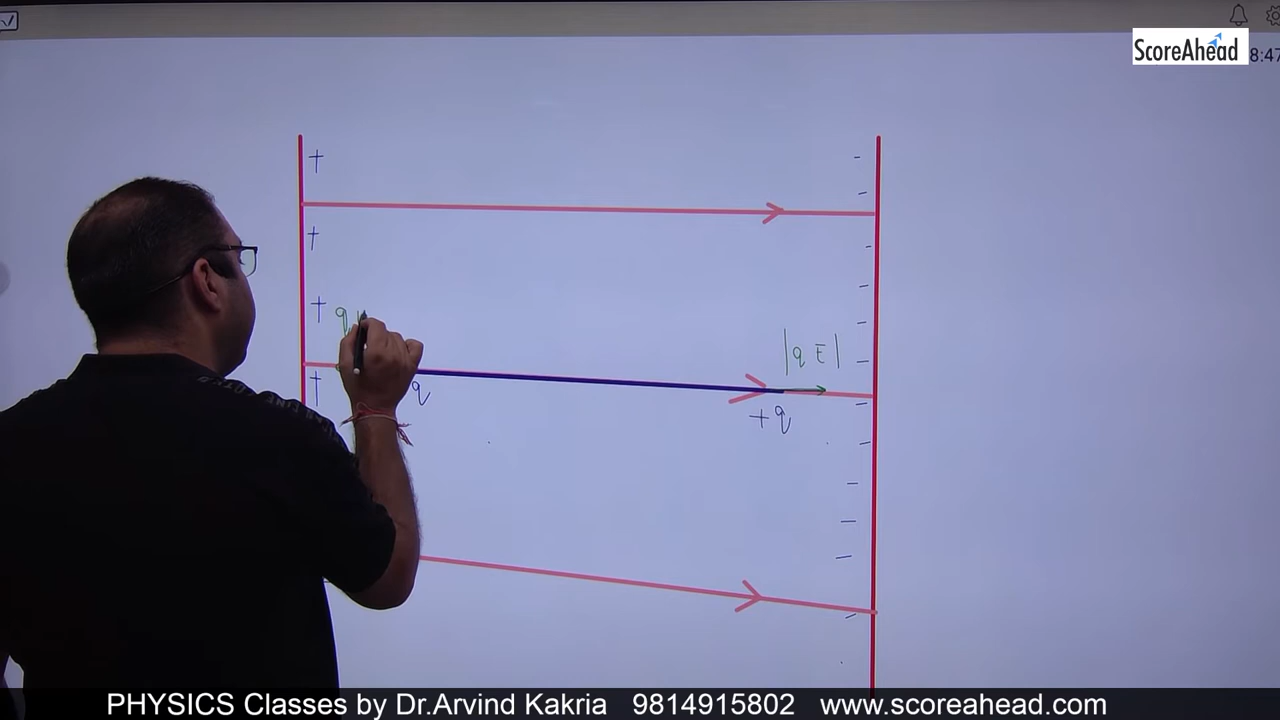 ScoreAhead
8:47
+
-
-
+
-
-
+
q
-
|qE|
-
+
q
+q
-
-
-
-
-
-
PHYSICS Classes by Dr.Arvind Kakria 9814915802 www.scoreahead.com